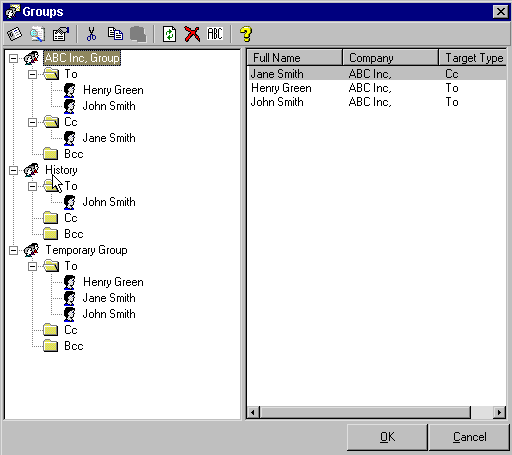 Groups
ABC
ABC Inc, Group
To
Henry Green
John Smith
Cc
Jane Smith
Bcc
History
To
John Smith
Cc
Bcc
Temporary Group
To
Henry Green
Jane Smith
John Smith
Cc
Bcc
Full Name Company Target Type
Jane Smith ABC Inc, Cc
Henry Green ABC Inc, To
John Smith ABC Inc, To
OK Cancel